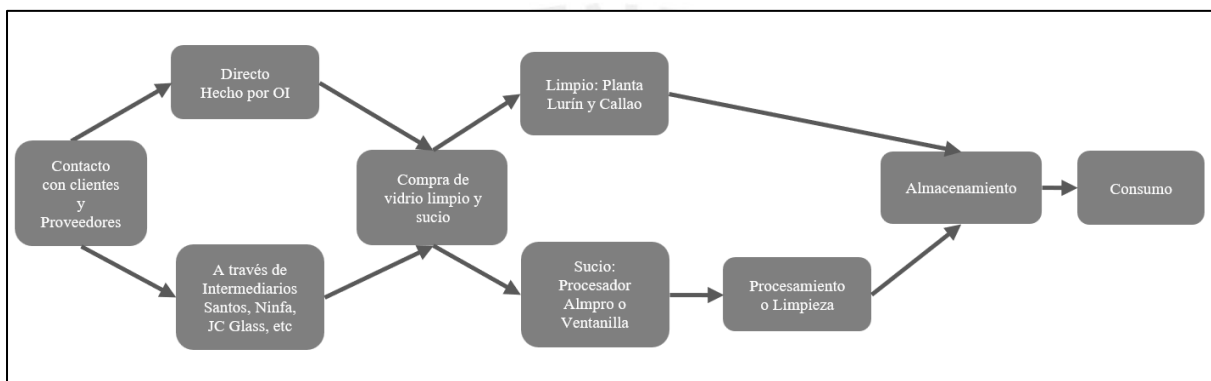 Contacto
con clientes
y
Proveedores
Directo
Hecho por OI
A través de
Intermediarios
Santos, Ninfa,
JC Glass, etc
Compra de
vidrio limpio y
sucio
Limpio: Planta
Lurín y Callao
Sucio:
Procesador
Almpro o
Ventanilla
Procesamiento
o Limpieza
Almacenamiento
Consumo